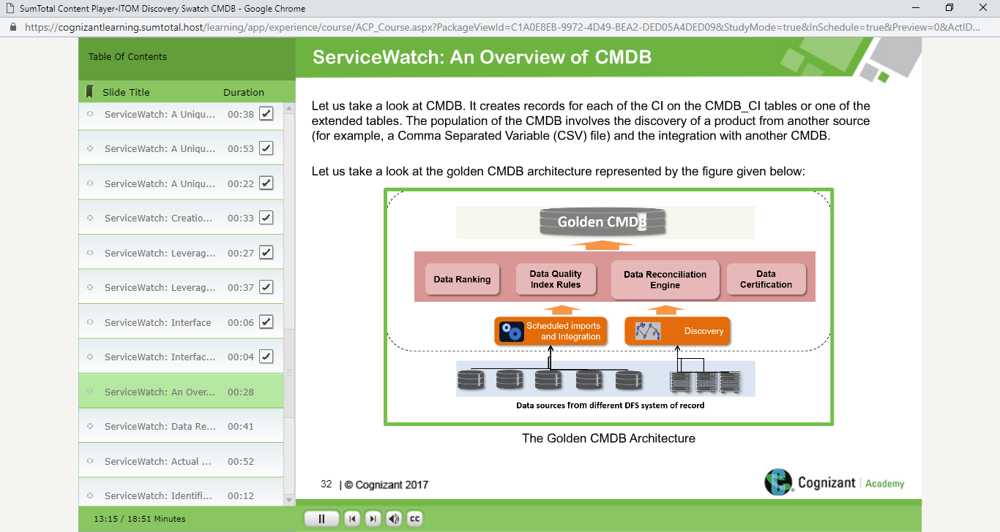 SumTotal Content Player-ITOM Discovery Swatch CMDB - Google Chrome
https://cognizantlearning.sumtotal.host/learning/app/experience/course/ACP_Course.aspx?PackageViewId=C1A0E8EB-9972-4D49-BEA2-DED05A4DED09&StudyMode=true&InSchedule=true&Preview=0&ActID...
Table Of Contents
Slide Title Duration
ServiceWatch: A Uniqu... 00:38
ServiceWatch: A Uniqu... 00:53
ServiceWatch: A Uniqu... 00:22
ServiceWatch: Creatio... 00:33
ServiceWatch: Leverag... 00:27
ServiceWatch: Leverag... 00:37
ServiceWatch: Interface 00:06
ServiceWatch: Interfac... 00:04
ServiceWatch: An Over... 00:28
ServiceWatch: Data Re... 00:41
ServiceWatch: Actual ... 00:52
ServiceWatch: Identifi... 00:12
13:15 / 18:51 Minutes
ServiceWatch: An Overview of CMDB
Let us take a look at CMDB. It creates records for each of the CI on the CMDB_CI tables or one of the
extended tables. The population of the CMDB involves the discovery of a product from another source
(for example, a Comma Separated Variable (CSV) file) and the integration with another CMDB.
Let us take a look at the golden CMDB architecture represented by the figure given below:
Golden CMDB
Data Ranking
Data Quality
Index Rules
Data Reconciliation
Engine
Data
Certification
Scheduled imports
and Integration
Discovery
Data sources from different DFS system of record
The Golden CMDB Architecture
32 | © Cognizant 2017
Cognizant | Academy
CC